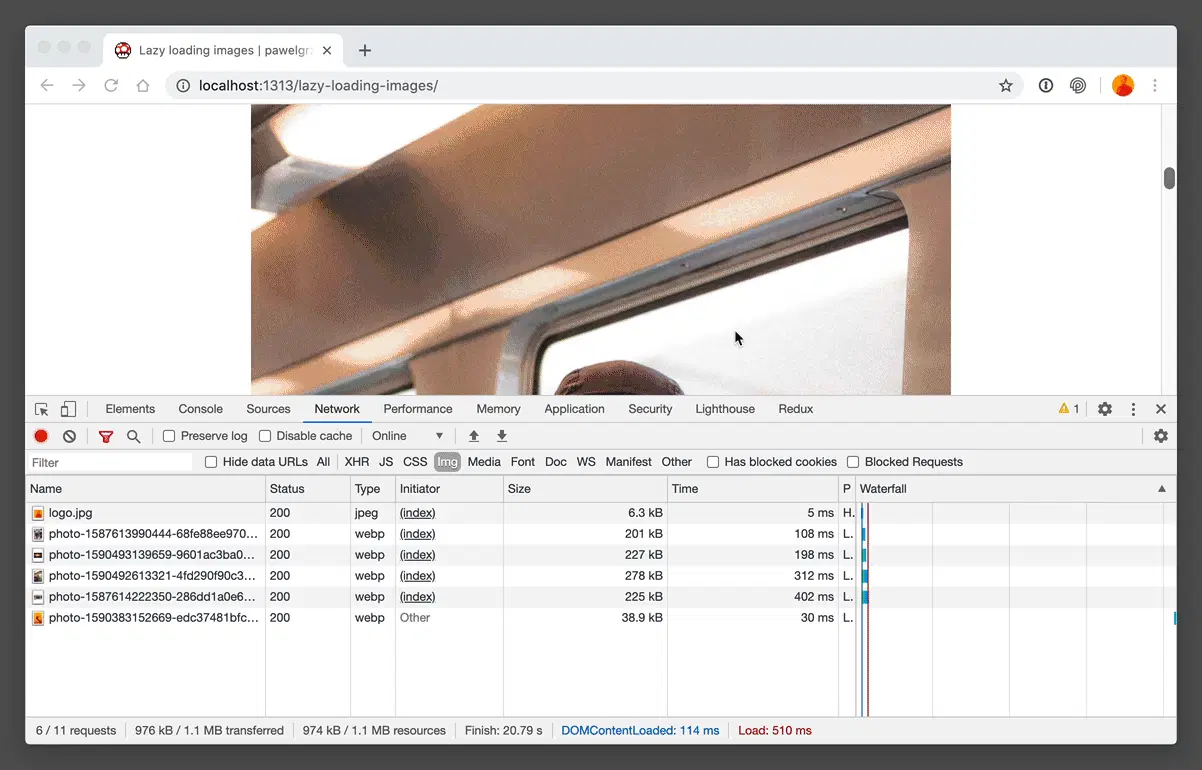 Lazy loading images | pawelgrz
localhost:1313/lazy-loading-images/
Elements Console Sources Network Performance Memory Application Security Lighthouse Redux 1
Preserve log Disable cache Online
Filter Hide data URLs All XHR JS CSS Img Media Font Doc WS Manifest Other Has blocked cookies Blocked Requests
Name Status Type Initiator Size Time P Waterfall
logo.jpg 200 jpeg (index) 6.3 kB 5 ms H.
photo-1587613990444-68fe88ee970... 200 webp (index) 201 kB 108 ms L.
photo-1590493139659-9601ac3ba0... 200 webp (index) 227 kB 198 ms L.
photo-1590492613321-4fd290f90c3... 200 webp (index) 278 kB 312 ms L.
photo-1587614222350-286dd1a0e6... 200 webp (index) 225 kB 402 ms L.
photo-1590383152669-edc37481bfc... 200 webp Other 38.9 kB 30 ms L.
6 / 11 requests 976 kB / 1.1 MB transferred 974 kB / 1.1 MB resources Finish: 20.79 s DOMContentLoaded: 114 ms Load: 510 ms